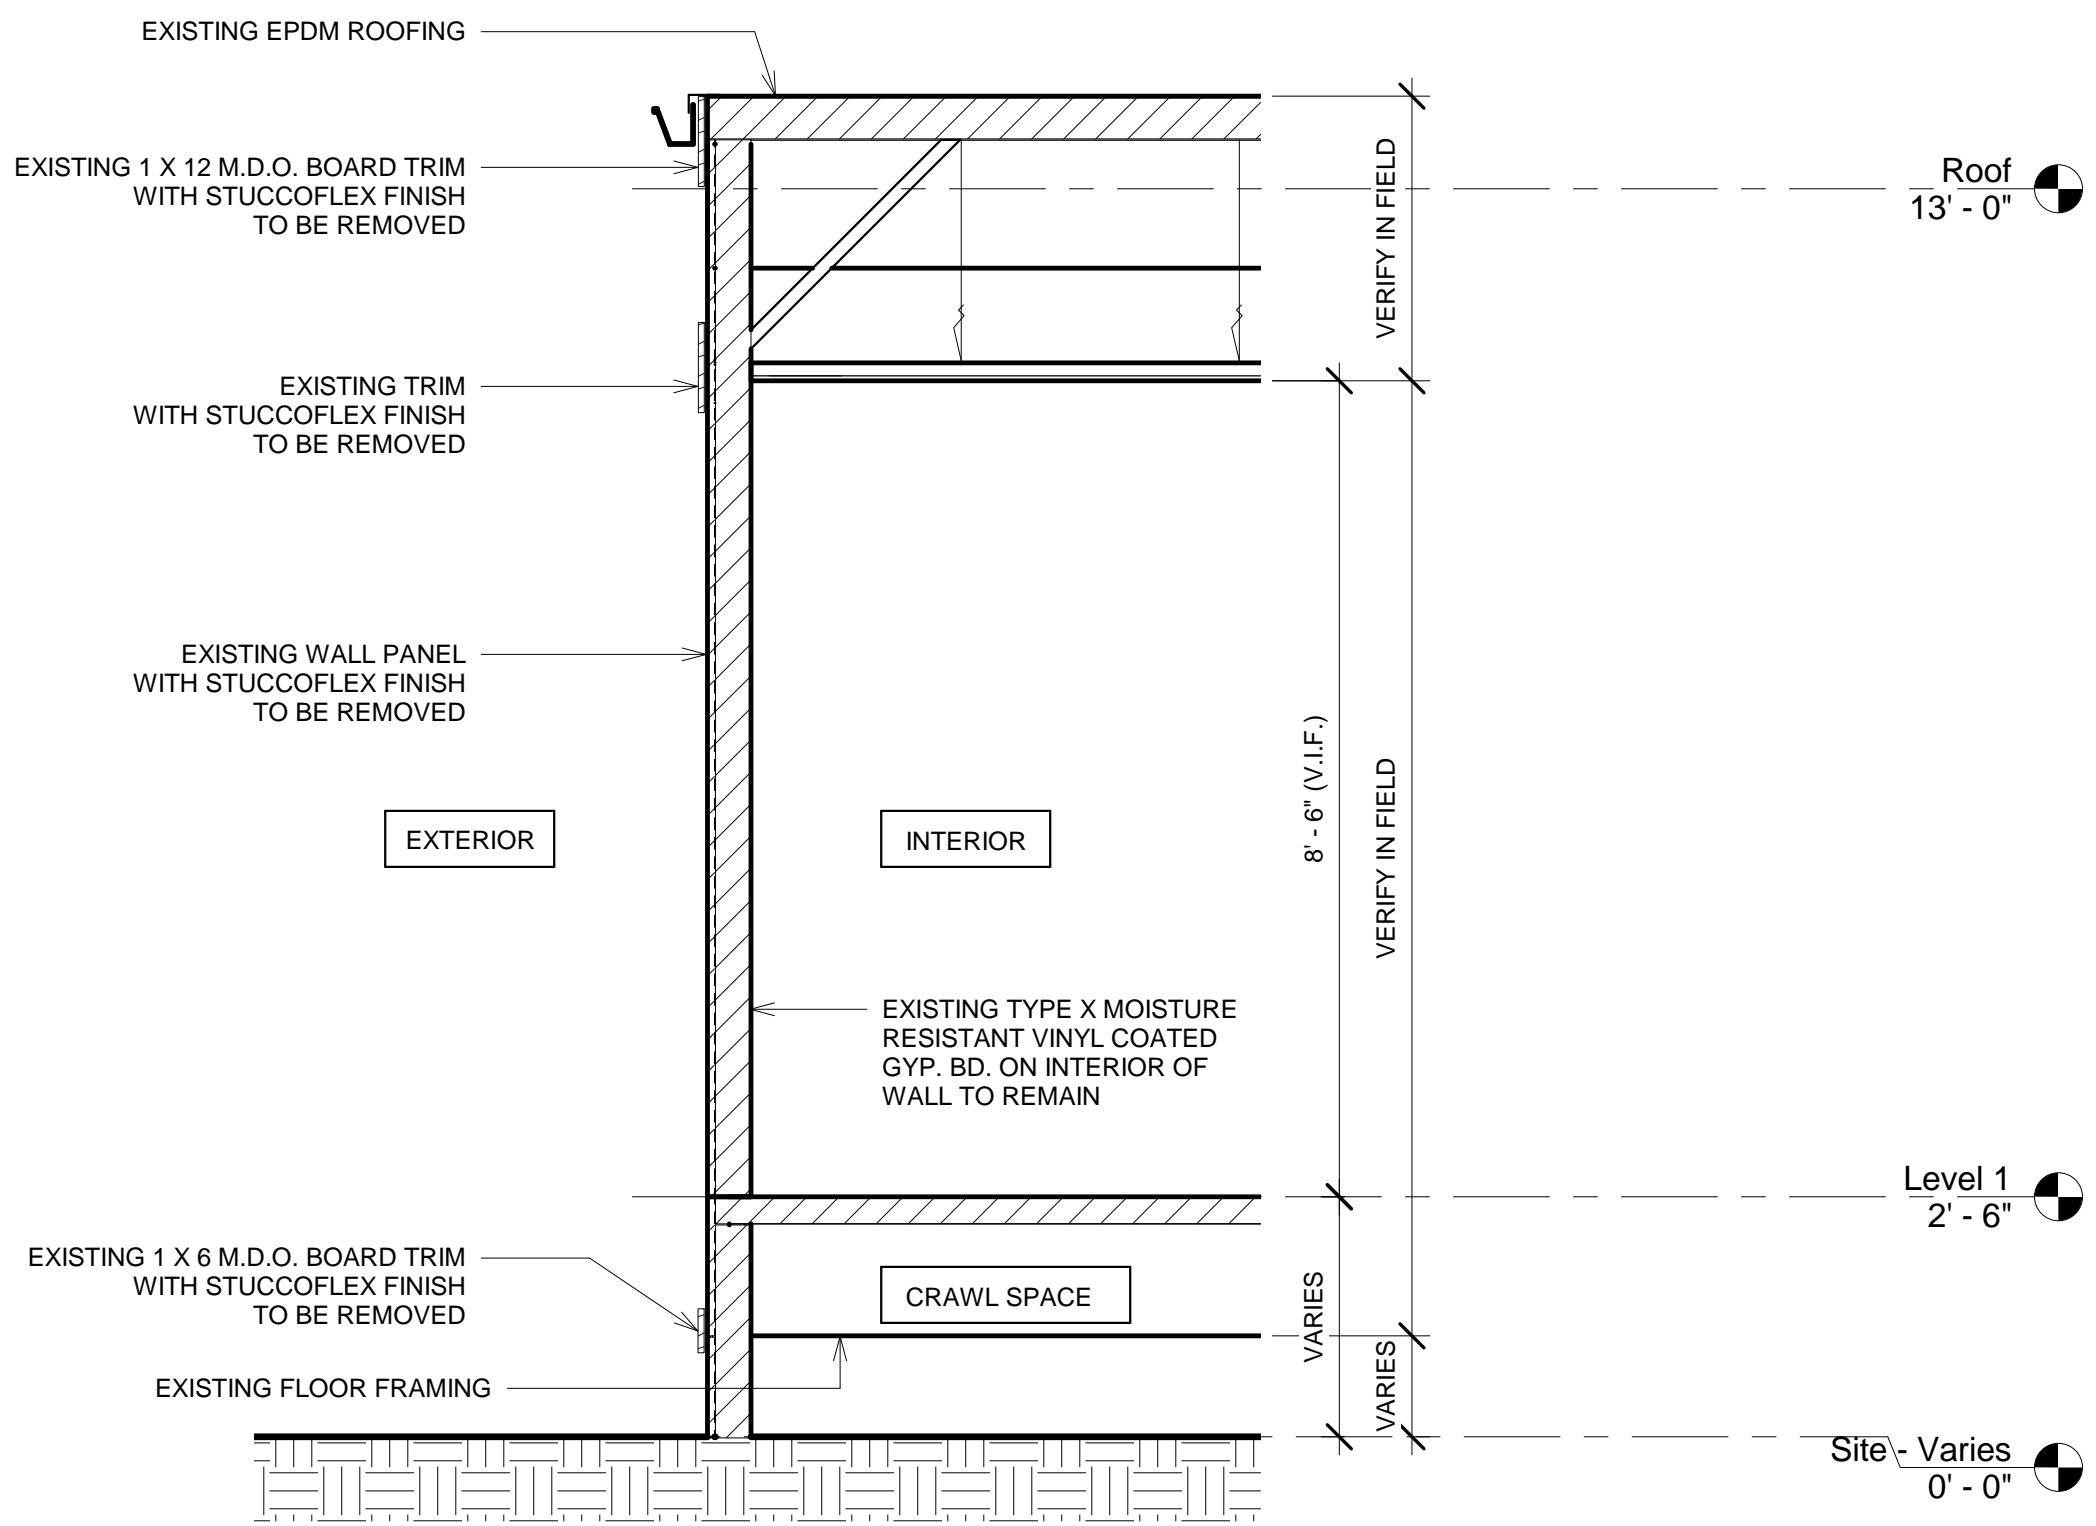 EXISTING EPDM ROOFING
EXISTING 1 X 12 M.D.O. BOARD TRIM
WITH STUCCOFLEX FINISH
TO BE REMOVED
VERIFY IN FIELD
Roof
13' - 0"
EXISTING TRIM
WITH STUCCOFLEX FINISH
TO BE REMOVED
EXISTING WALL PANEL
WITH STUCCOFLEX FINISH
TO BE REMOVED
EXTERIOR
INTERIOR
8' - 6" (V.I.F.)
VERIFY IN FIELD
EXISTING TYPE X MOISTURE
RESISTANT VINYL COATED
GYP. BD. ON INTERIOR OF
WALL TO REMAIN
Level 1
2' - 6"
EXISTING 1 X 6 M.D.O. BOARD TRIM
WITH STUCCOFLEX FINISH
TO BE REMOVED
CRAWL SPACE
VARIES
VARIES
EXISTING FLOOR FRAMING
Site - Varies
0' - 0"